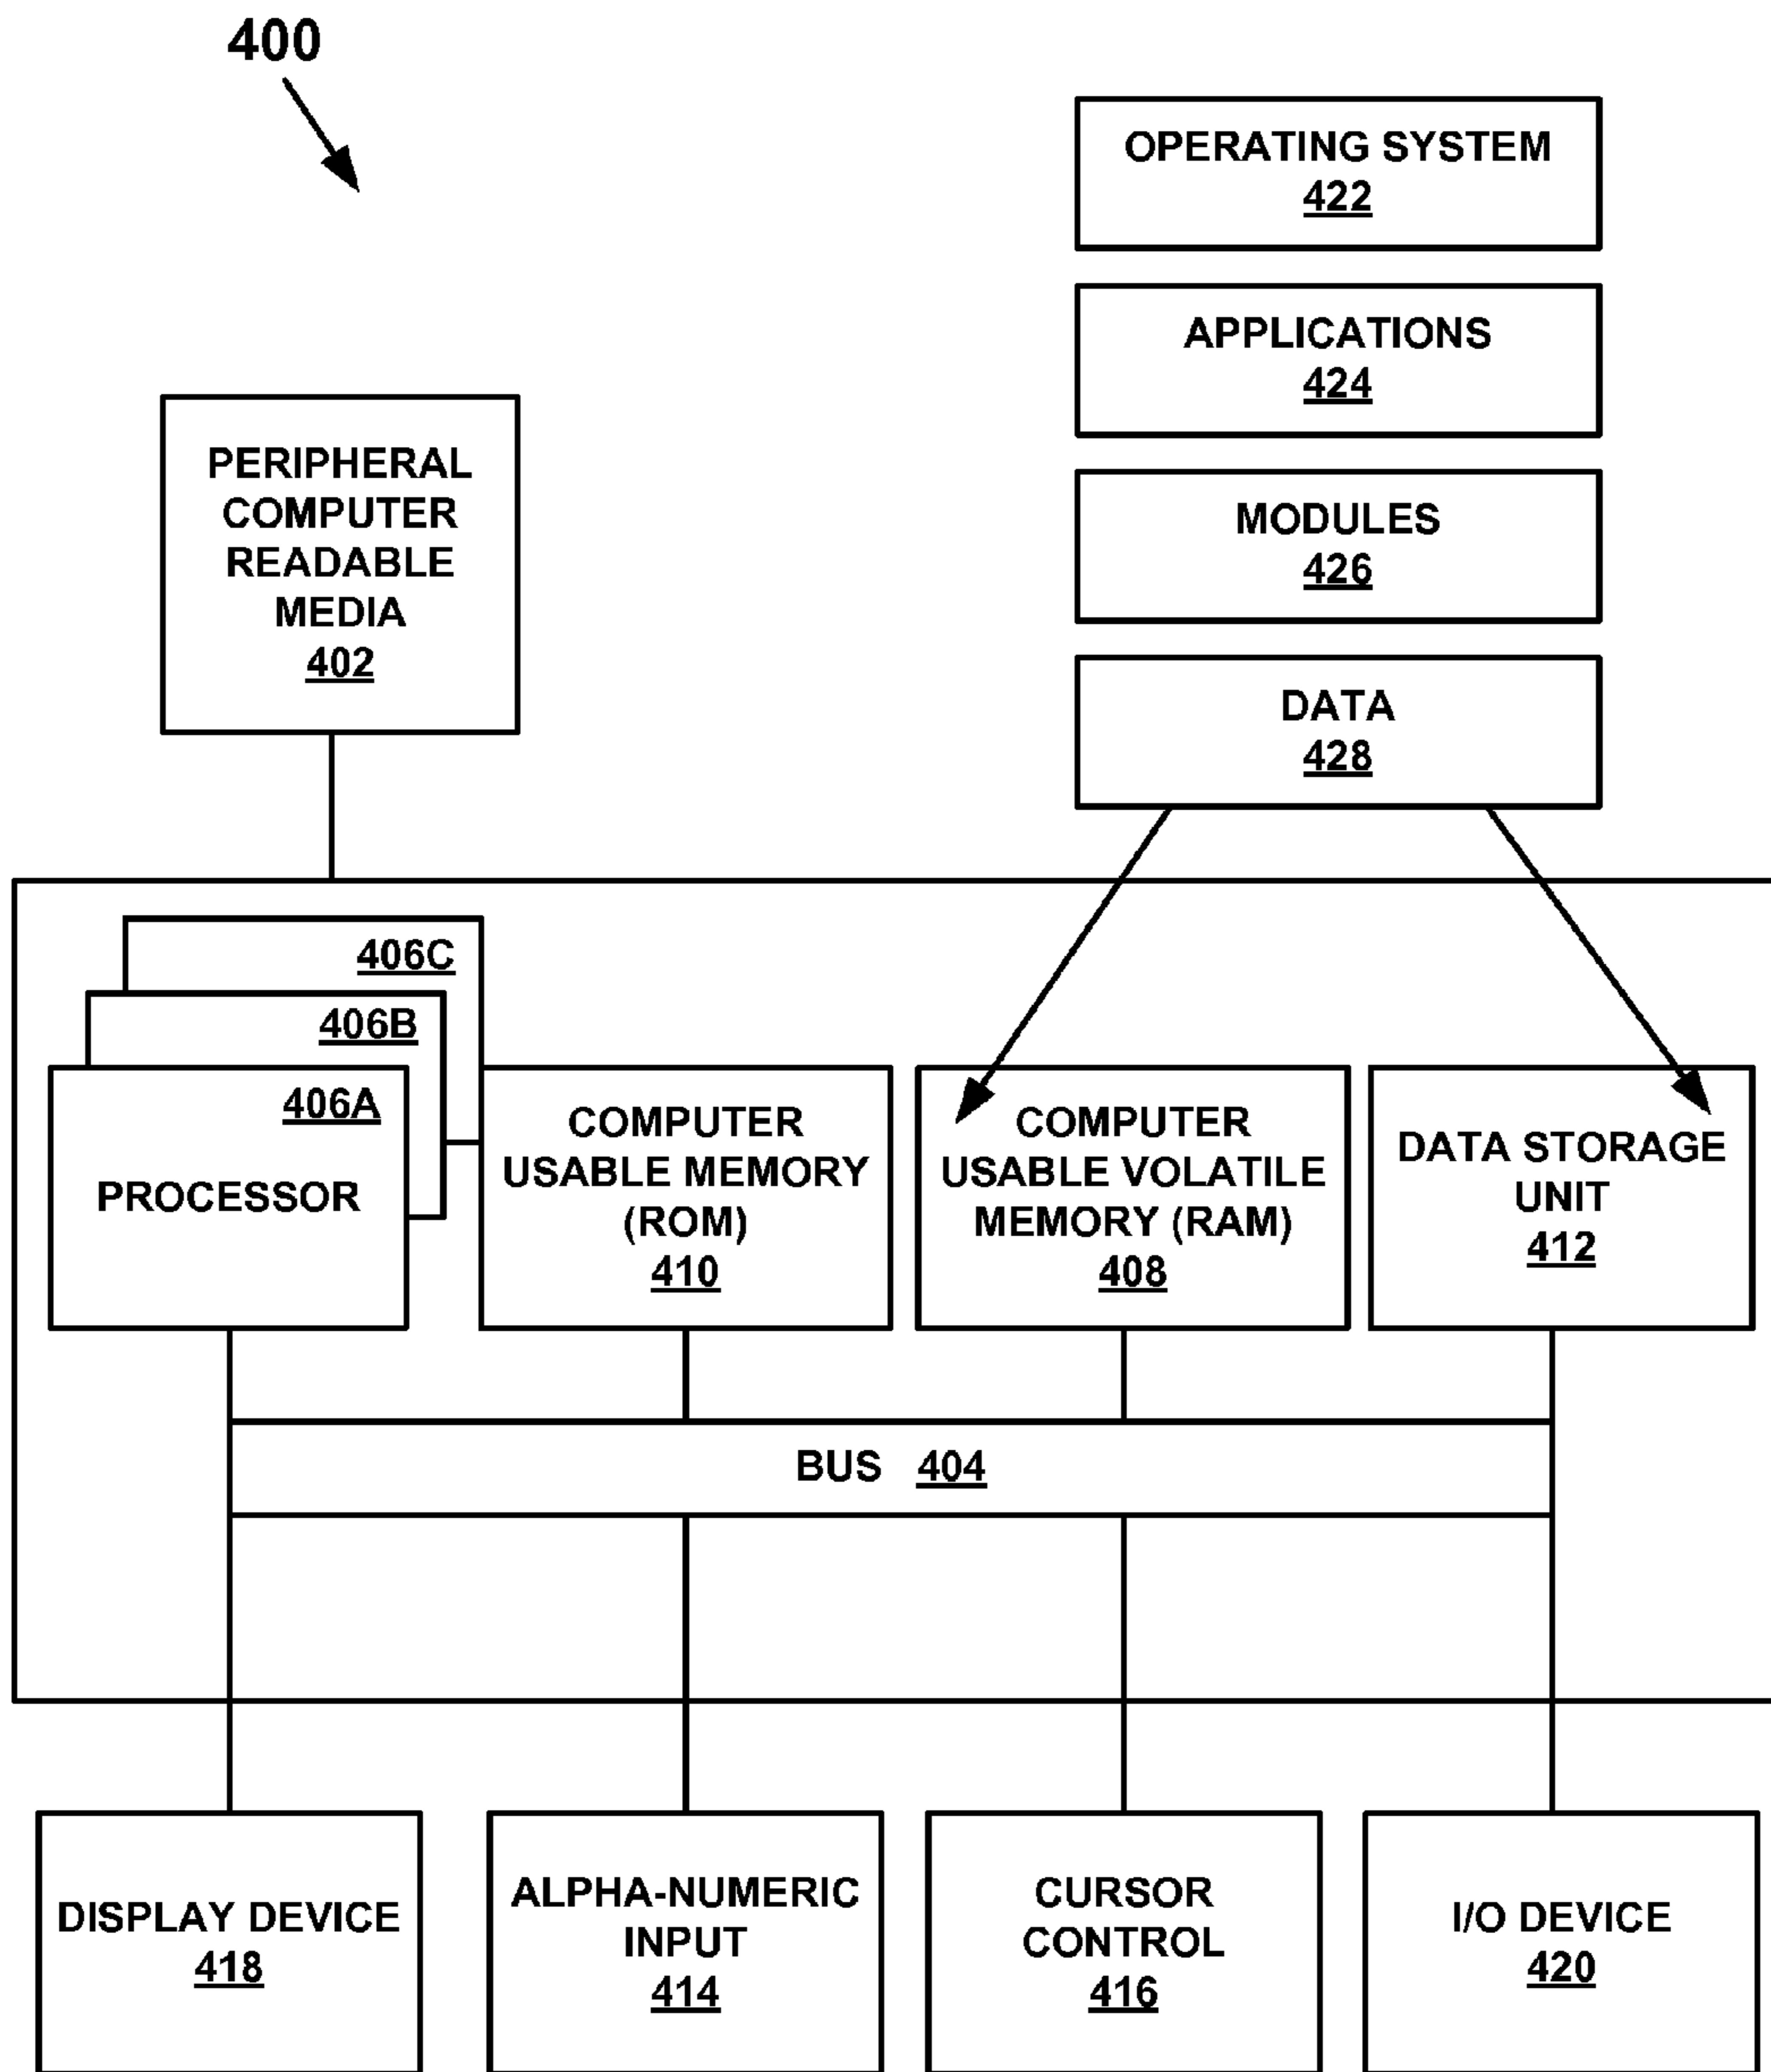 400
OPERATING SYSTEM
422
APPLICATIONS
424
PERIPHERAL
COMPUTER
READABLE
MEDIA
402
MODULES
426
DATA
428
406C
406B
406A
PROCESSOR
COMPUTER
USABLE MEMORY
(ROM)
410
COMPUTER
USABLE VOLATILE
MEMORY (RAM)
408
DATA STORAGE
UNIT
412
BUS 404
DISPLAY DEVICE
418
ALPHA-NUMERIC
INPUT
414
CURSOR
CONTROL
416
I/O DEVICE
420